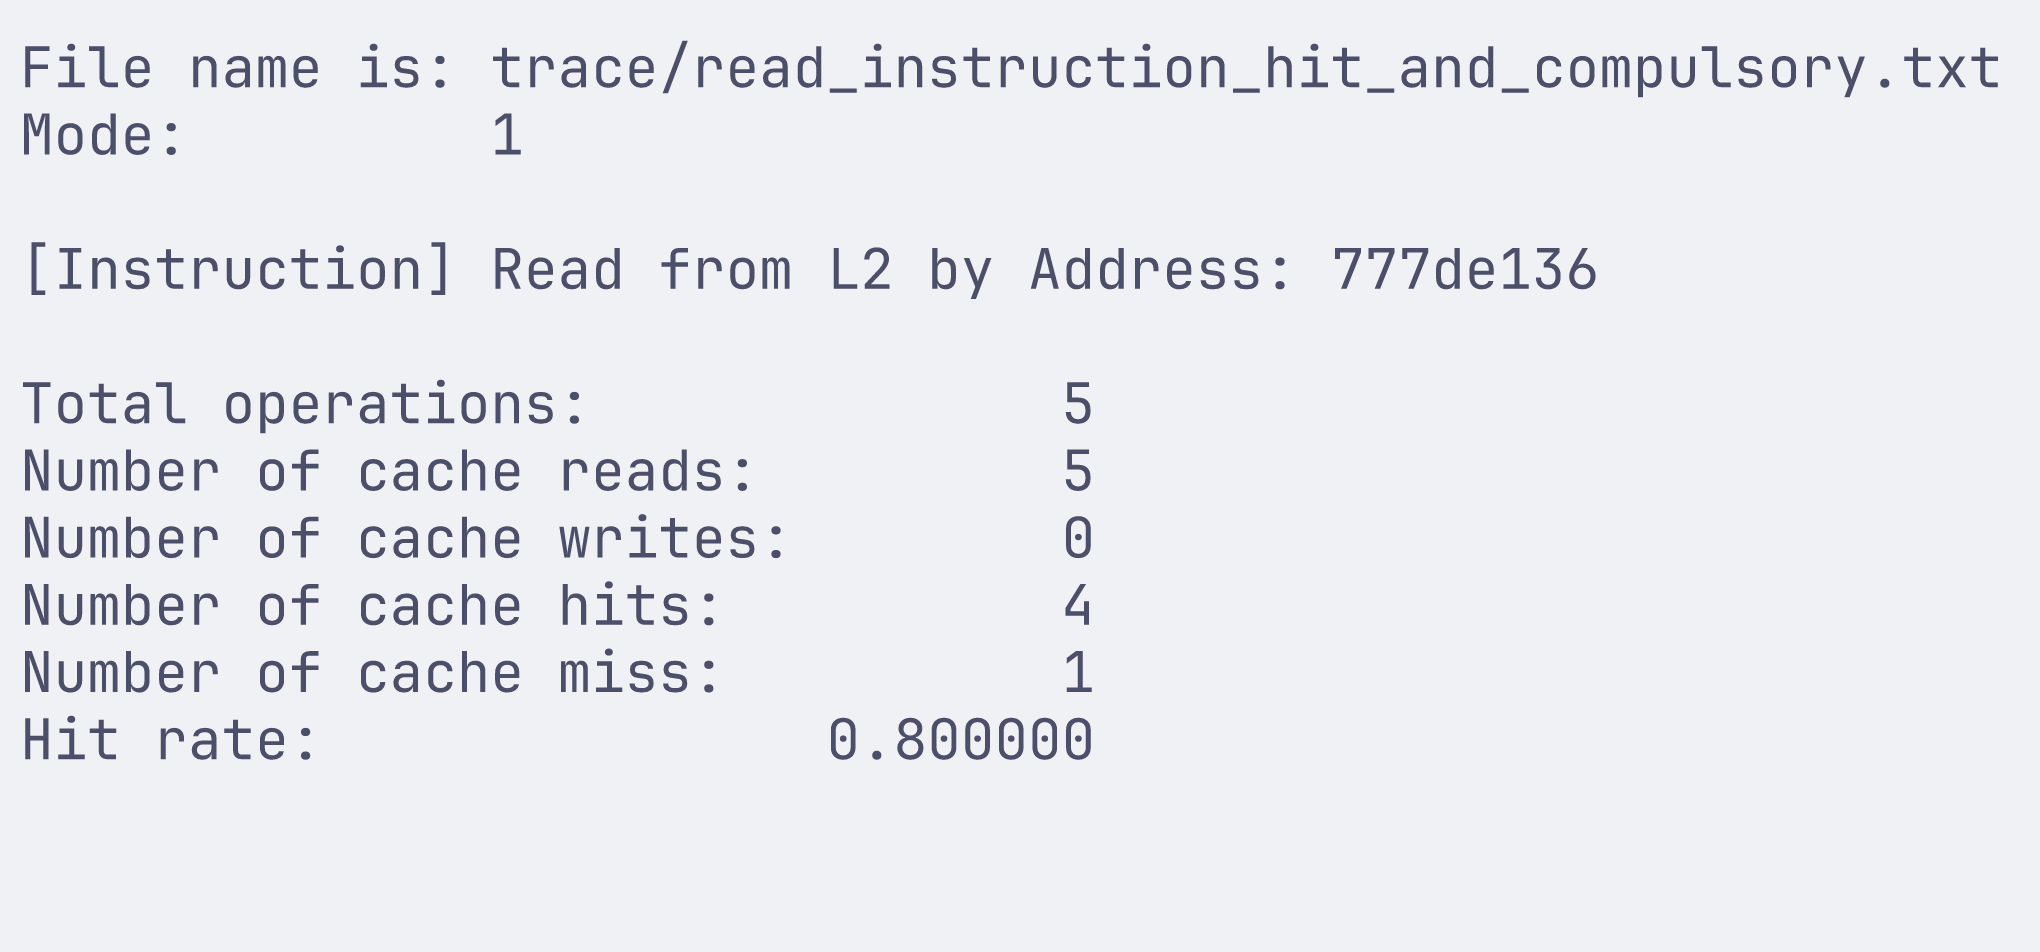 File name is: trace/read_instruction_hit_and_compulsory.txt
Mode:         1
[Instruction] Read from L2 by Address: 777de136
Total operations:              5
Number of cache reads:         5
Number of cache writes:        0
Number of cache hits:          4
Number of cache miss:          1
Hit rate:               0.800000